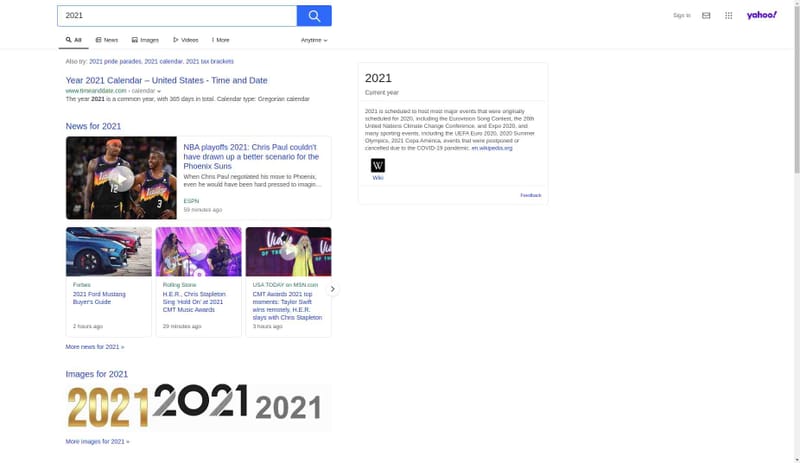 2021
Sign In
yahoo!
All
News
Images
Videos
More
Anytime
Also try: 2021 pride parades, 2021 calendar, 2021 tax brackets
Year 2021 Calendar – United States - Time and Date
www.timeanddate.com › calendar
The year 2021 is a common year, with 365 days in total. Calendar type: Gregorian calendar
News for 2021
NBA playoffs 2021: Chris Paul couldn't
have drawn up a better scenario for the
Phoenix Suns
When Chris Paul negotiated his move to Phoenix,
even he would have been hard pressed to imagin...
ESPN
59 minutes ago
12
3
Forbes
2021 Ford Mustang
Buyer's Guide
2 hours ago
Rolling Stone
H.E.R., Chris Stapleton
Sing 'Hold On' at 2021
CMT Music Awards
29 minutes ago
USA TODAY on MSN.com
CMT Awards 2021 top
moments: Taylor Swift
wins remotely, H.E.R.
slays with Chris Stapleton
3 hours ago
More news for 2021 »
Images for 2021
2021
2021
2021
More images for 2021 »
2021
Current year
2021 is scheduled to host most major events that were originally
scheduled for 2020, including the Eurovision Song Contest, the 26th
United Nations Climate Change Conference, and Expo 2020, and
many sporting events, including the UEFA Euro 2020, 2020 Summer
Olympics, 2021 Copa América, events that were postponed or
cancelled due to the COVID-19 pandemic. en.wikipedia.org
W
Wiki
Feedback